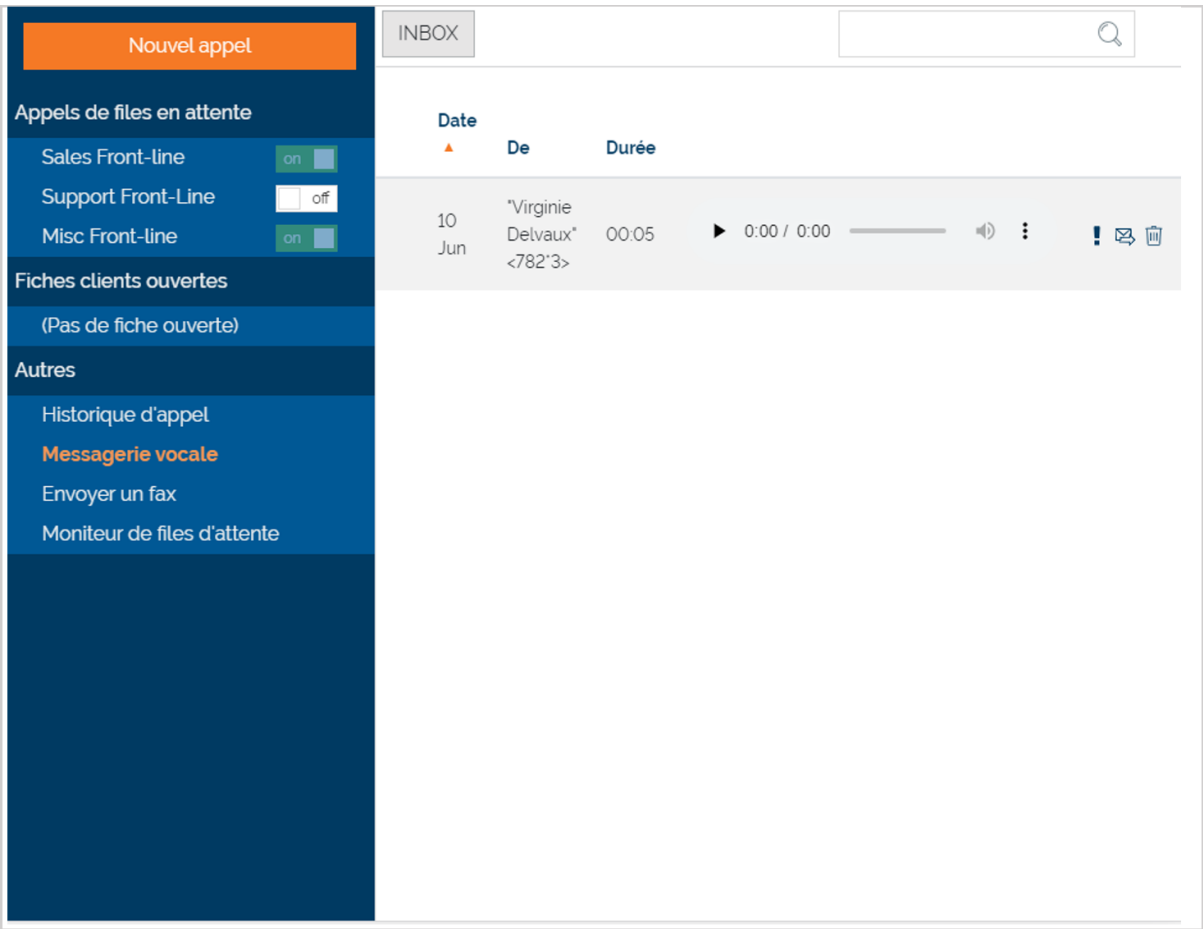 Nouvel appel
Appels de files en attente
Sales Front-line on
Support Front-Line off
Misc Front-line on
Fiches clients ouvertes
(Pas de fiche ouverte)
Autres
Historique d'appel
Messagerie vocale
Envoyer un fax
Moniteur de files d'attente
INBOX
Date
De Durée
10
Jun
"Virginie
Delvaux"
<782*3>
00:05
0:00 / 0:00